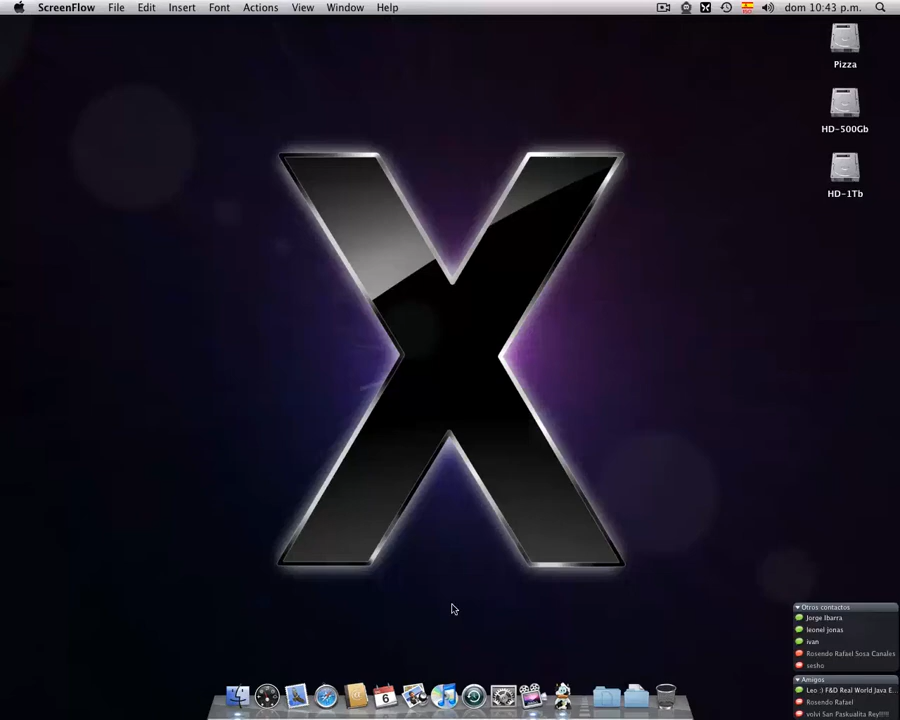 ScreenFlow File Edit Insert Font Actions View Window Help dom 10:43 p.m.
Pizza
HD-500Gb
HD-1Tb
X
Otros contactos
Jorge Ibarra
leonel jonas
ivan
Rosendo Rafael Sosa Canales
sesho
Amigos
Leo :) F&D Real World Java E...
Rosendo Rafael
volvi San Paskualita Rey!!!!!
6